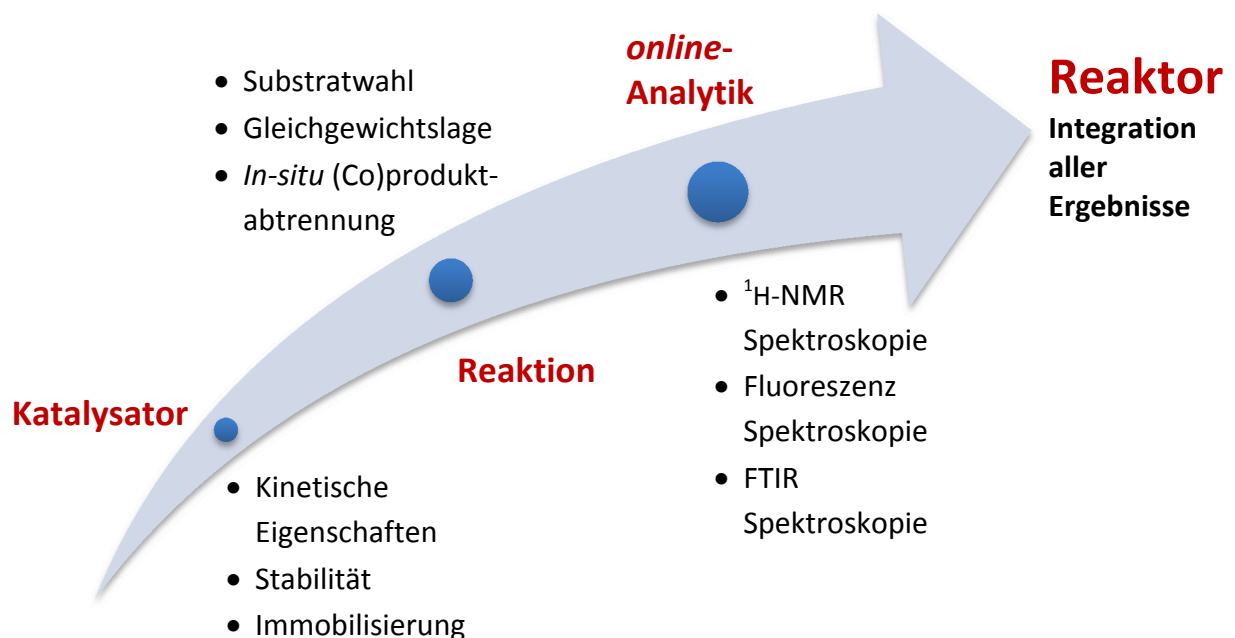 Katalysator
• Kinetische
Eigenschaften
• Stabilität
• Immobilisierung
Reaktion
• Substratwahl
• Gleichgewichtslage
• In-situ (Co)produkt-
abtrennung
online-
Analytik
• ¹H-NMR
Spektroskopie
• Fluoreszenz
Spektroskopie
• FTIR
Spektroskopie
Reaktor
Integration
aller
Ergebnisse